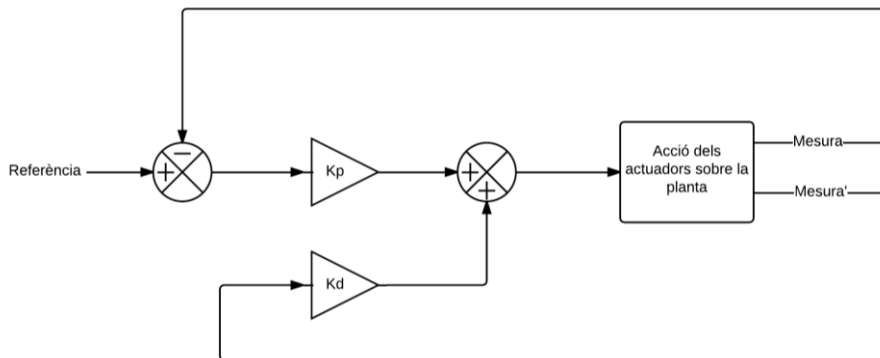 Referència
−
+
Kp
+
+
Kd
Acció dels
actuadors sobre la
planta
Mesura
Mesura'